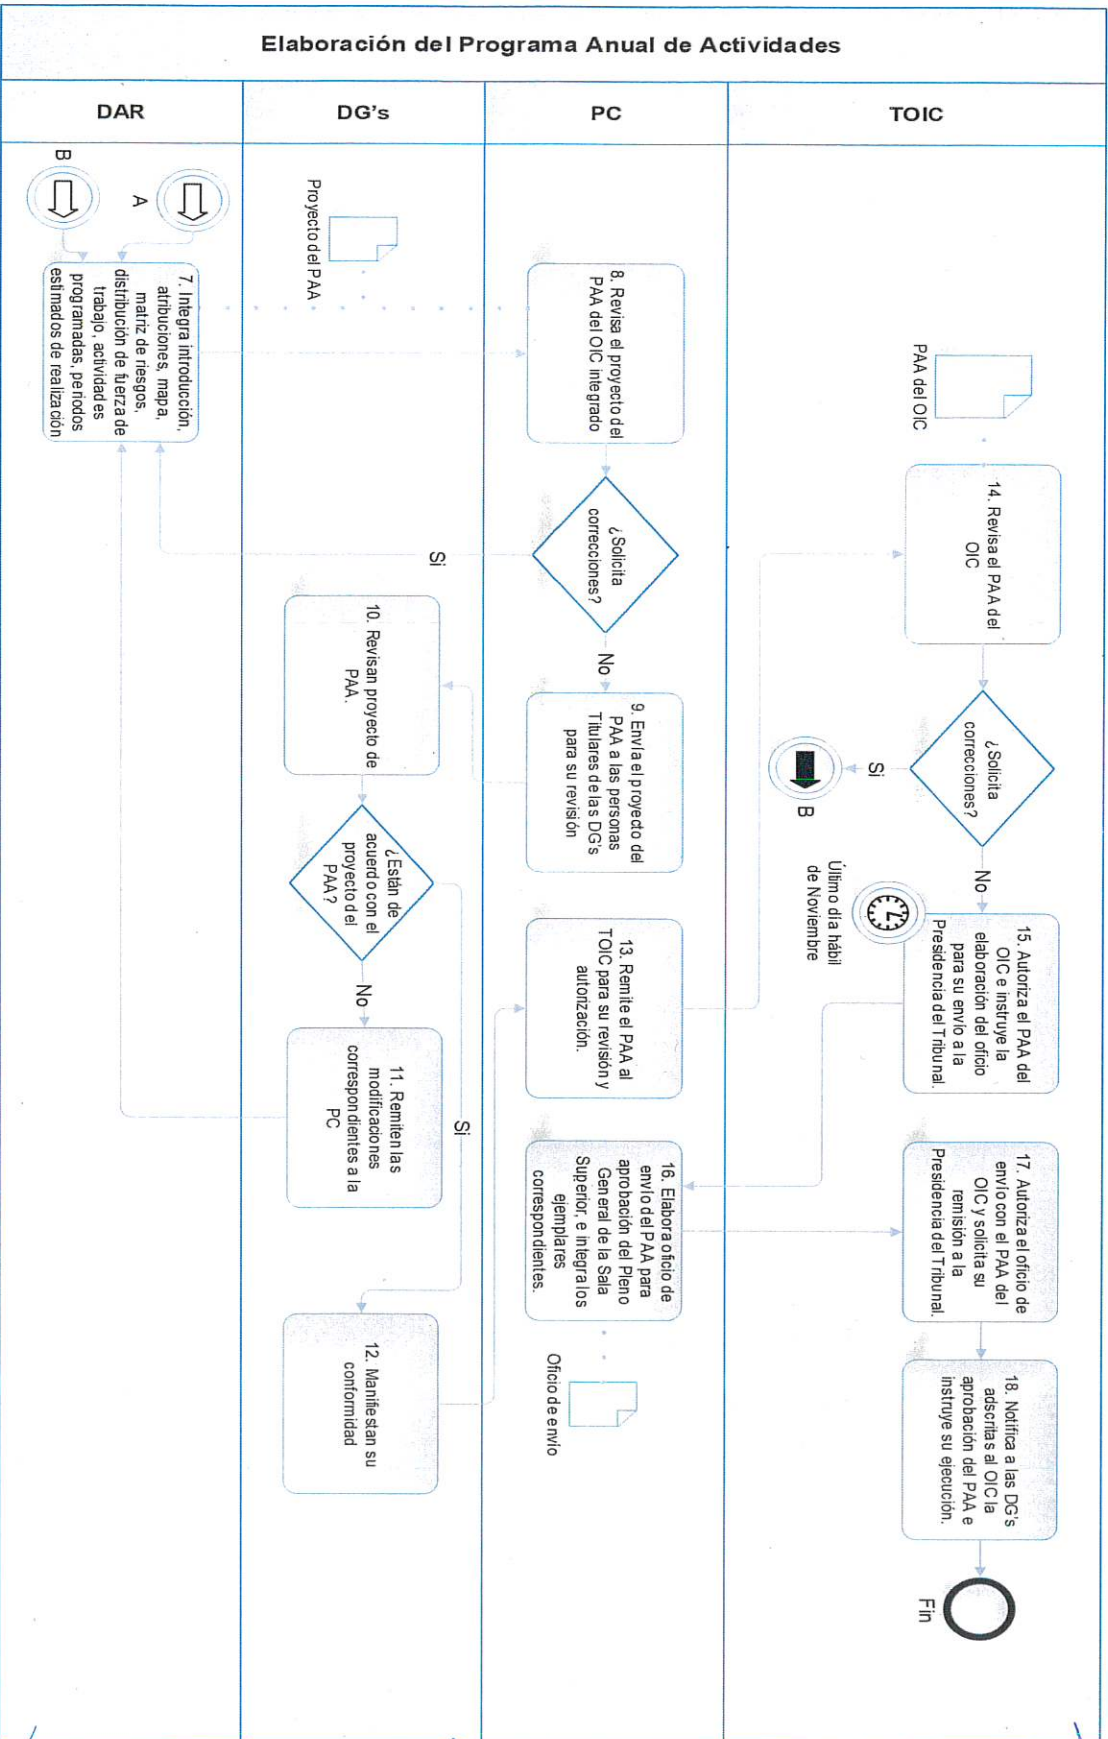 Elaboración del Programa Anual de Actividades
DAR
DG's
PC
TOIC
A
B
7. Integra introducción,
atribuciones, mapa,
matriz de riesgos,
distribución de fuerza de
trabajo, actividades
programadas, periodos
estimados de realización
Proyecto del PAA
8. Revisa el proyecto del
PAA del OIC integrado
¿Solicita
correcciones?
Si
No
9. Envía el proyecto del
PAA a las personas
Titulares de las DG's
para su revisión
10. Revisan proyecto de
PAA.
¿Están de
acuerdo con el
proyecto del
PAA?
No
Si
11. Remiten las
modificaciones
correspondientes a la
PC
12. Manifiestan su
conformidad
13. Remite el PAA al
TOIC para su revisión y
autorización.
PAA del OIC
14. Revisa el PAA del
OIC
¿Solicita
correcciones?
Si
B
No
Último día hábil
de Noviembre
15. Autoriza el PAA del
OIC e instruye la
elaboración del oficio
para su envío a la
Presidencia del Tribunal.
16. Elabora oficio de
envío del PAA para
aprobación del Pleno
General de la Sala
Superior, e integra los
ejemplares
correspondientes.
Oficio de envío
17. Autoriza el oficio de
envío con el PAA del
OIC y solicita su
remisión a la
Presidencia del Tribunal.
18. Notifica a las DG's
adscritas al OIC la
aprobación del PAA e
instruye su ejecución.
Fin